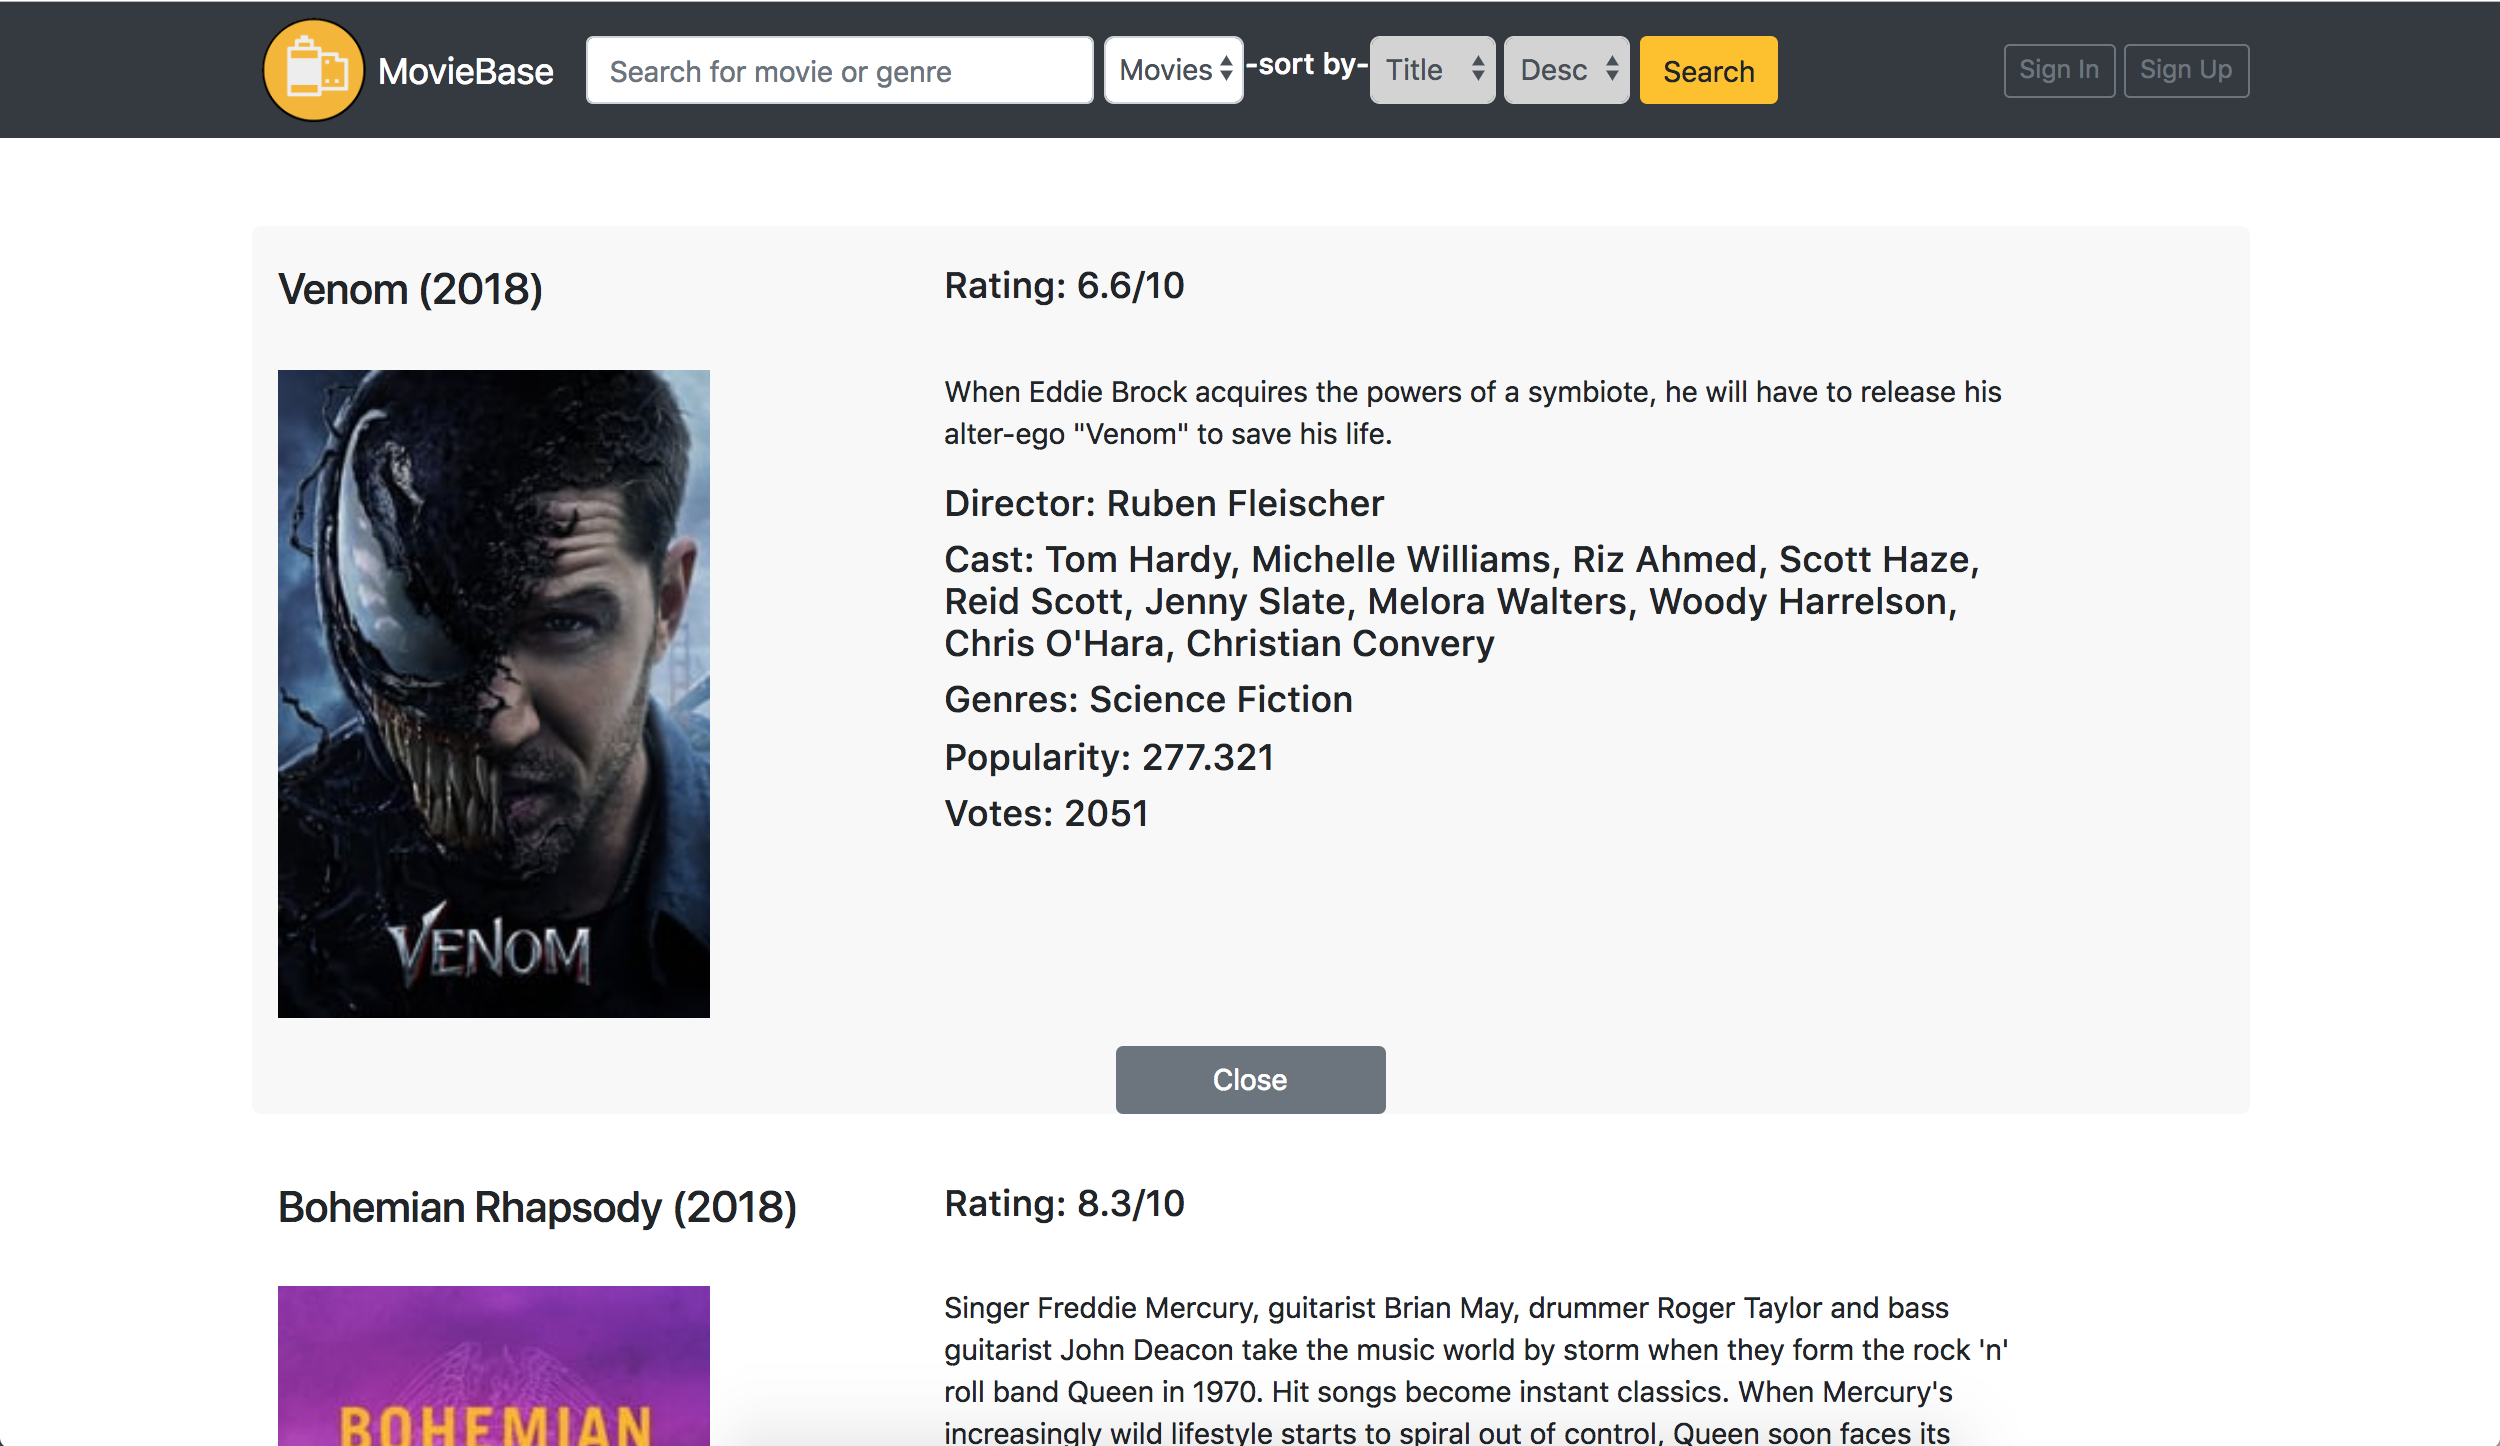 MovieBase Search for movie or genre Movies -sort by- Title Desc Search Sign In Sign Up
Venom (2018)
Rating: 6.6/10
When Eddie Brock acquires the powers of a symbiote, he will have to release his
alter-ego "Venom" to save his life.
Director: Ruben Fleischer
Cast: Tom Hardy, Michelle Williams, Riz Ahmed, Scott Haze,
Reid Scott, Jenny Slate, Melora Walters, Woody Harrelson,
Chris O'Hara, Christian Convery
Genres: Science Fiction
Popularity: 277.321
Votes: 2051
VENOM
Close
Bohemian Rhapsody (2018)
Rating: 8.3/10
Singer Freddie Mercury, guitarist Brian May, drummer Roger Taylor and bass
guitarist John Deacon take the music world by storm when they form the rock 'n'
roll band Queen in 1970. Hit songs become instant classics. When Mercury's
increasingly wild lifestyle starts to spiral out of control, Queen soon faces its
BOHEMIAN